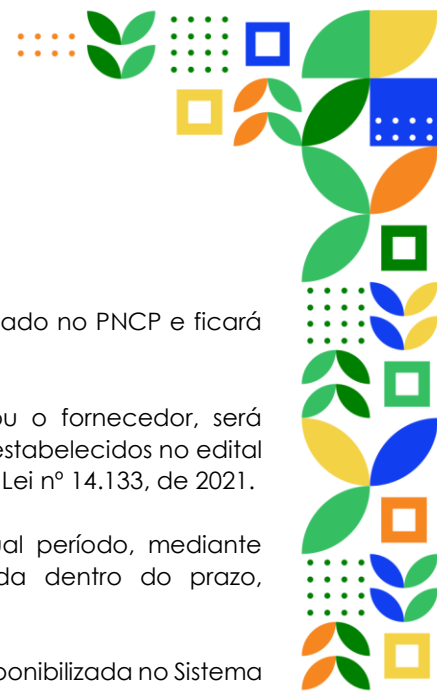 ado no PNCP e ficará
ou o fornecedor, será
estabelecidos no edital
Lei nº 14.133, de 2021.
ual período, mediante
da dentro do prazo,
ponibilizada no Sistema